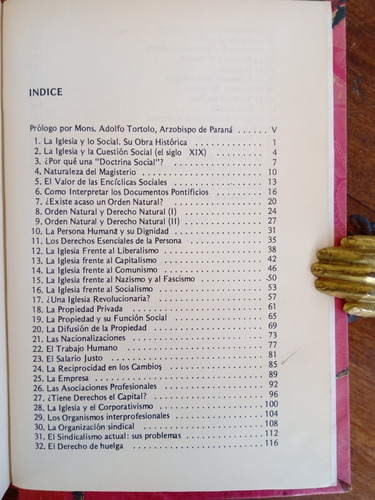 INDICE
Prólogo por Mons. Adolfo Tortolo, Arzobispo de Paraná . . . . . . . V
1. La Iglesia y lo Social. Su Obra Histórica . . . . . . . 1
2. La Iglesia y la Cuestión Social (el siglo XIX) . . . . . . . 4
3. ¿Por qué una "Doctrina Social"? . . . . . . . 7
4. Naturaleza del Magisterio . . . . . . . 10
5. El Valor de las Encíclicas Sociales . . . . . . . 13
6. Como Interpretar los Documentos Pontificios . . . . . . . 16
7. ¿Existe acaso un Orden Natural? . . . . . . . 20
8. Orden Natural y Derecho Natural (I) . . . . . . . 24
9. Orden Natural y Derecho Natural (II) . . . . . . . 27
10. La Persona Humana y su Dignidad . . . . . . . 31
11. Los Derechos Esenciales de la Persona . . . . . . . 35
12. La Iglesia Frente al Liberalismo . . . . . . . 38
13. La Iglesia frente al Capitalismo . . . . . . . 42
14. La Iglesia Frente al Comunismo . . . . . . . 46
15. La Iglesia frente al Nazismo y al Fascismo . . . . . . . 50
16. La Iglesia frente al Socialismo . . . . . . . 53
17. ¿Una Iglesia Revolucionaria? . . . . . . . 57
18. La Propiedad Privada . . . . . . . 61
19. La Propiedad y su Función Social . . . . . . . 65
20. La Difusión de la Propiedad . . . . . . . 69
21. Las Nacionalizaciones . . . . . . . 73
22. El Trabajo Humano . . . . . . . 77
23. El Salario Justo . . . . . . . 81
24. La Reciprocidad en los Cambios . . . . . . . 85
25. La Empresa . . . . . . . 89
26. Las Asociaciones Profesionales . . . . . . . 92
27. ¿Tiene Derechos el Capital? . . . . . . . 96
28. La Iglesia y el Corporativismo . . . . . . . 100
29. Los Organismos interprofesionales . . . . . . . 104
30. La Organización sindical . . . . . . . 108
31. El Sindicalismo actual: sus problemas . . . . . . . 112
32. El Derecho de huelga . . . . . . . 116